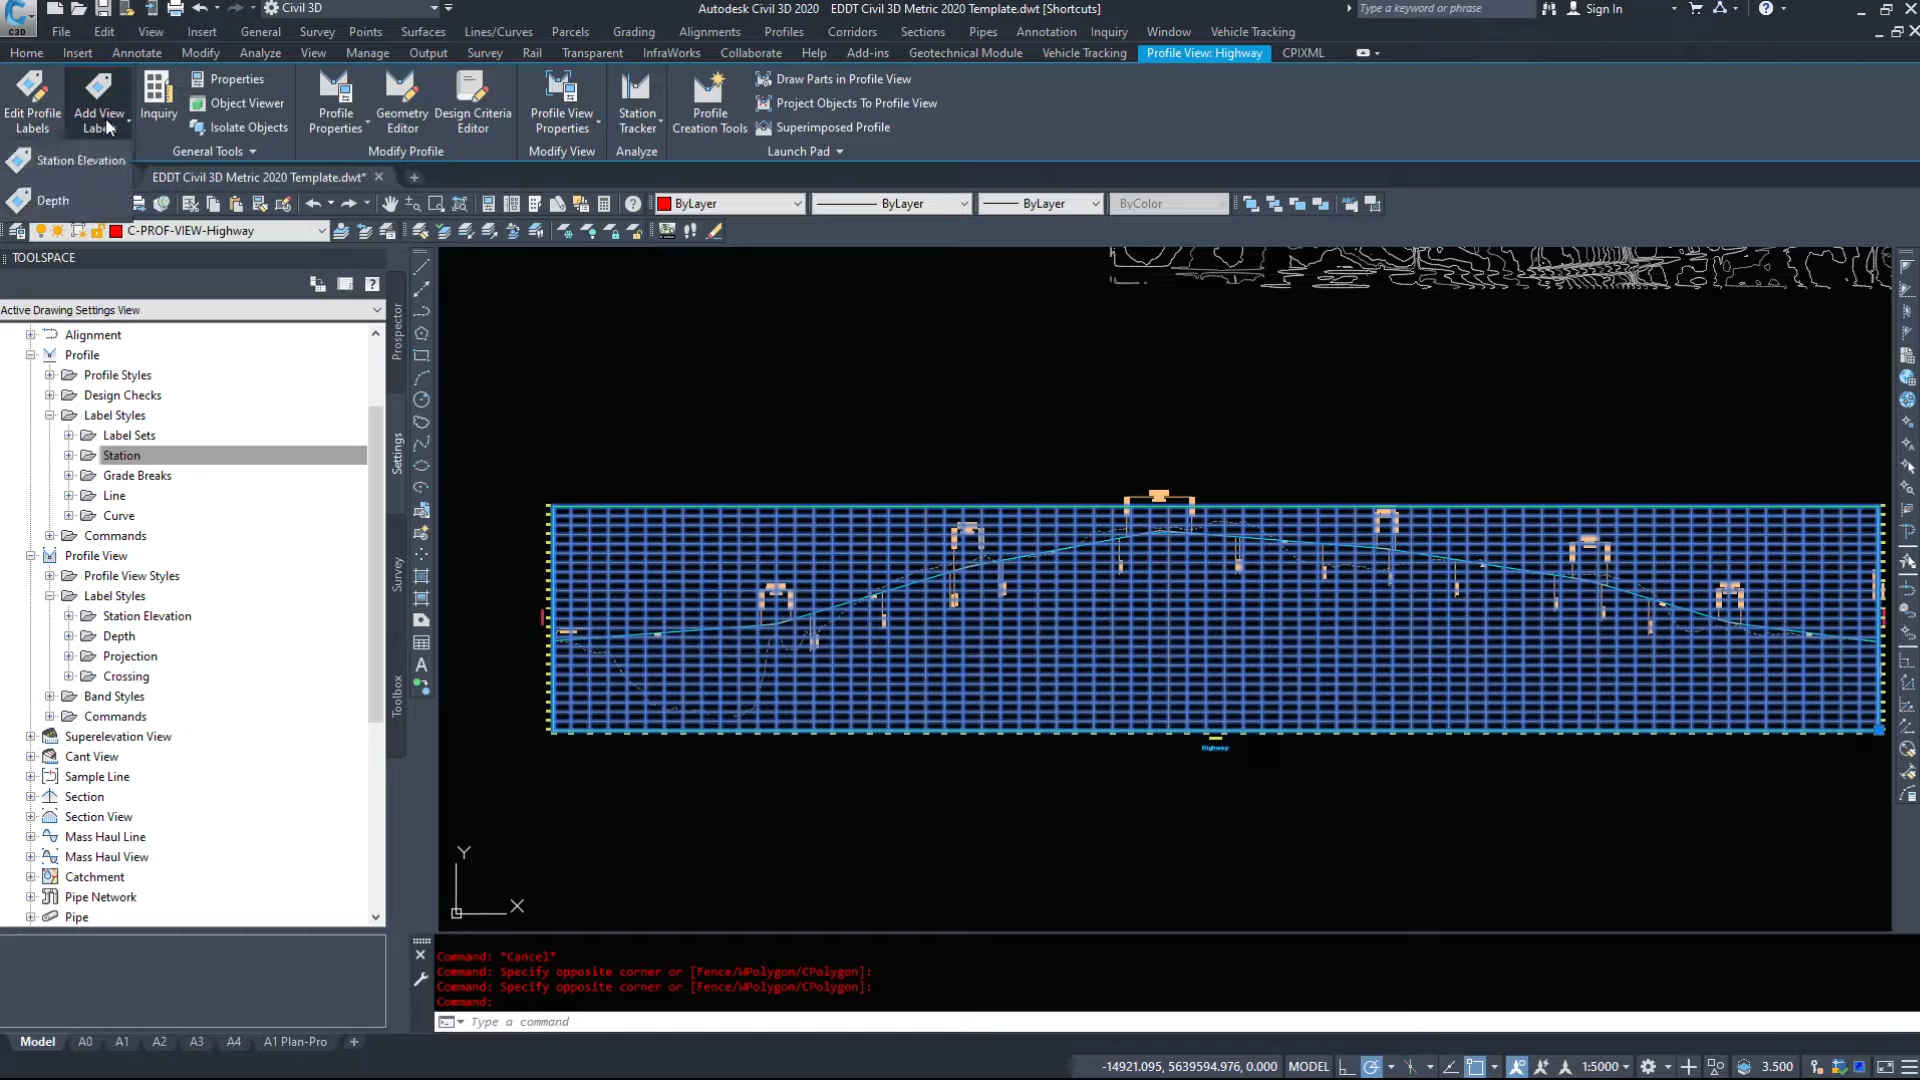 Civil 3D
Autodesk Civil 3D 2020 EDDT Civil 3D Metric 2020 Template.dwt [Shortcuts]
Type a keyword or phrase
Sign In
C3D
File Edit View Insert General Survey Points Surfaces Lines/Curves Parcels Grading Alignments Profiles Corridors Sections Pipes Annotation Inquiry Window Vehicle Tracking
Home Insert Annotate Modify Analyze View Manage Output Survey Rail Transparent InfraWorks Collaborate Help Add-ins Geotechnical Module Vehicle Tracking Profile View: Highway CPIXML
Edit Profile
Labels
Add View
Labels
Inquiry
Properties
Object Viewer
Isolate Objects
General Tools
Profile
Properties
Geometry
Editor
Design Criteria
Editor
Modify Profile
Profile View
Properties
Modify View
Station
Tracker
Analyze
Profile
Creation Tools
Draw Parts in Profile View
Project Objects To Profile View
Superimposed Profile
Launch Pad
Station Elevation
Depth
EDDT Civil 3D Metric 2020 Template.dwt*
ByLayer
ByLayer
ByLayer
ByColor
C-PROF-VIEW-Highway
TOOLSPACE
Active Drawing Settings View
Alignment
Profile
Profile Styles
Design Checks
Label Styles
Label Sets
Station
Grade Breaks
Line
Curve
Commands
Profile View
Profile View Styles
Label Styles
Station Elevation
Depth
Projection
Crossing
Band Styles
Commands
Superelevation View
Cant View
Sample Line
Section
Section View
Mass Haul Line
Mass Haul View
Catchment
Pipe Network
Pipe
Prospector
Settings
Survey
Toolbox
Highway
Y
X
Command: *Cancel*
Command: Specify opposite corner or [Fence/WPolygon/CPolygon]:
Command: Specify opposite corner or [Fence/WPolygon/CPolygon]:
Command:
Type a command
Model A0 A1 A2 A3 A4 A1 Plan-Pro +
-14921.095, 5639594.976, 0.000 MODEL
1:5000
3.500